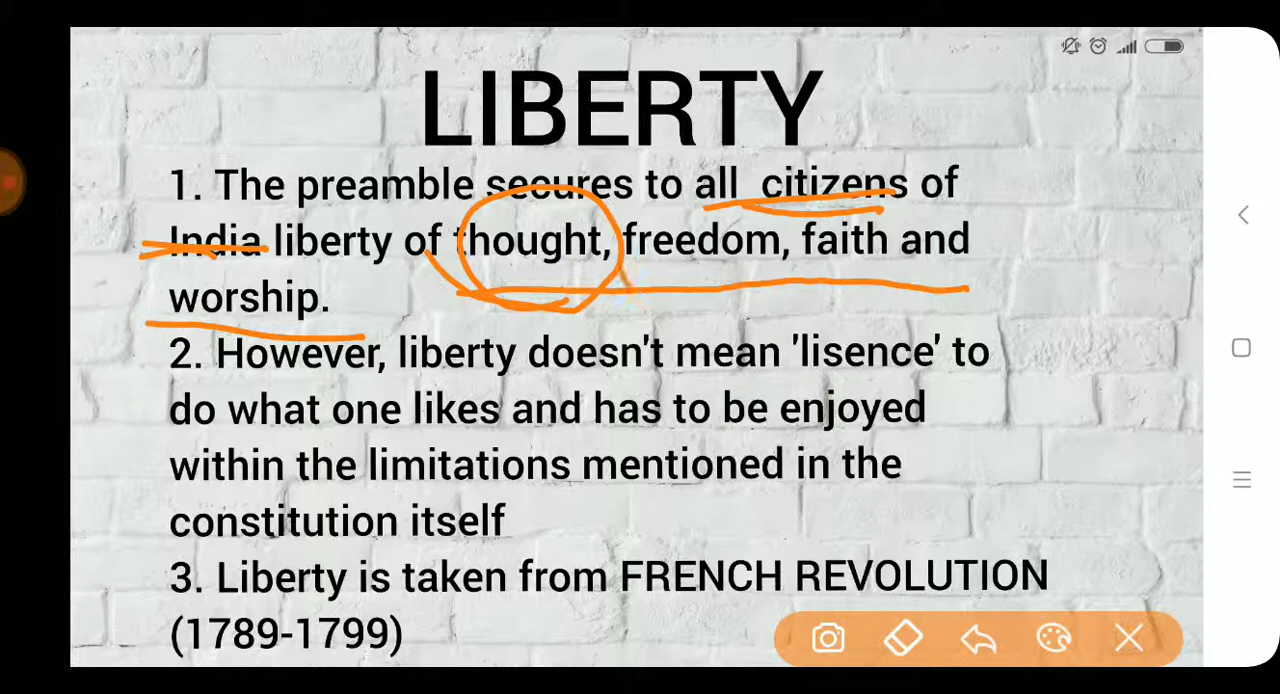 LIBERTY
1. The preamble secures to all citizens of
India liberty of thought, freedom, faith and
worship.
2. However, liberty doesn't mean 'lisence' to
do what one likes and has to be enjoyed
within the limitations mentioned in the
constitution itself
3. Liberty is taken from FRENCH REVOLUTION
(1789-1799)